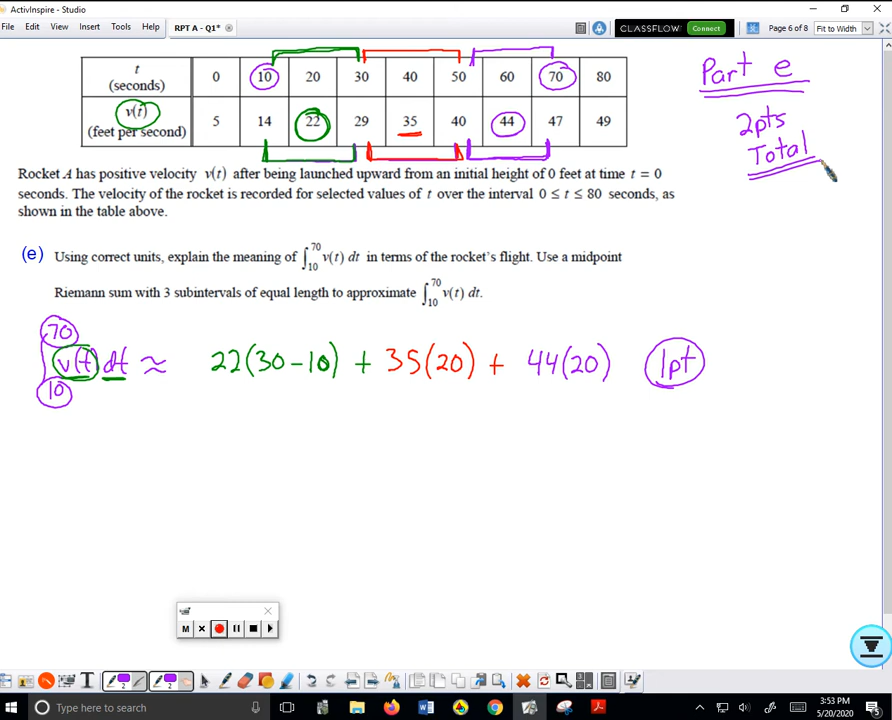 ActivInspire - Studio
File Edit View Insert Tools Help RPT A - Q1* CLASSFLOW Connect Page 6 of 8 Fit to Width
t (seconds) 0 10 20 30 40 50 60 70 80
v(t) (feet per second) 5 14 22 29 35 40 44 47 49
Part e
2pts
Total
Rocket A has positive velocity v(t) after being launched upward from an initial height of 0 feet at time t = 0
seconds. The velocity of the rocket is recorded for selected values of t over the interval 0 ≤ t ≤ 80 seconds, as
shown in the table above.
(e) Using correct units, explain the meaning of ∫₁₀⁷⁰ v(t) dt in terms of the rocket's flight. Use a midpoint
Riemann sum with 3 subintervals of equal length to approximate ∫₁₀⁷⁰ v(t) dt.
∫₁₀⁷⁰ v(t) dt ≈ 22(30-10) + 35(20) + 44(20) 1pt
M
T 2 2
Type here to search
3:53 PM
5/20/2020
5